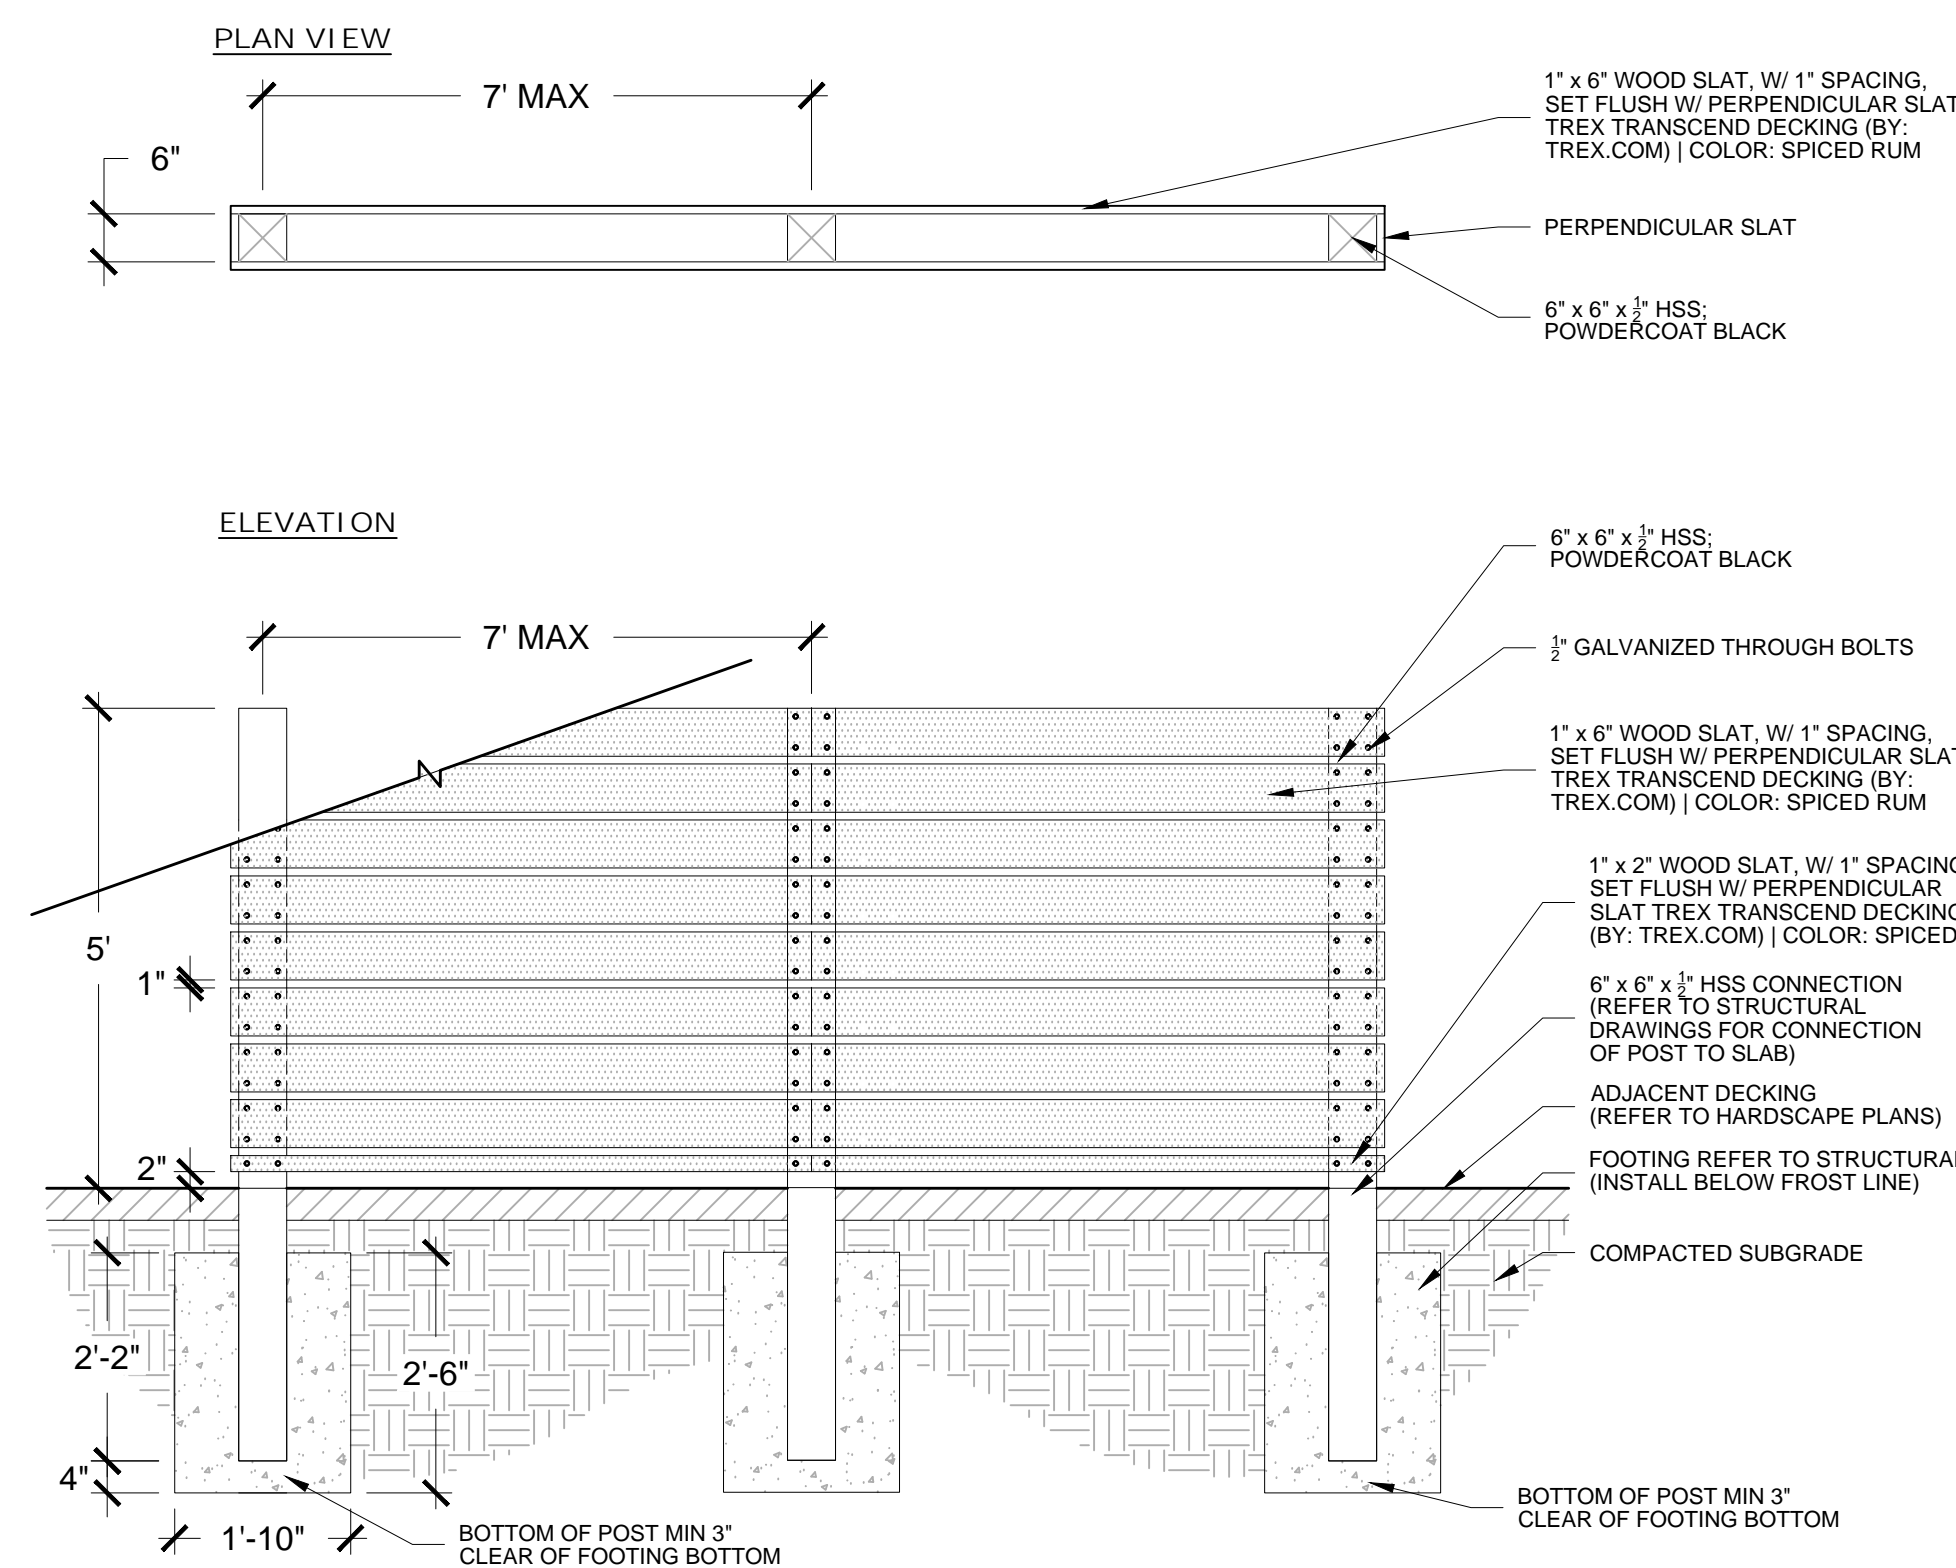 PLAN VIEW
7' MAX
6"
1" x 6" WOOD SLAT, W/ 1" SPACING,
SET FLUSH W/ PERPENDICULAR SLAT
TREX TRANSCEND DECKING (BY:
TREX.COM) | COLOR: SPICED RUM
PERPENDICULAR SLAT
6" x 6" x 1/2" HSS;
POWDERCOAT BLACK
ELEVATION
7' MAX
6" x 6" x 1/2" HSS;
POWDERCOAT BLACK
1/2" GALVANIZED THROUGH BOLTS
1" x 6" WOOD SLAT, W/ 1" SPACING,
SET FLUSH W/ PERPENDICULAR SLAT
TREX TRANSCEND DECKING (BY:
TREX.COM) | COLOR: SPICED RUM
1" x 2" WOOD SLAT, W/ 1" SPACING
SET FLUSH W/ PERPENDICULAR
SLAT TREX TRANSCEND DECKING
(BY: TREX.COM) | COLOR: SPICED
5'
1"
2"
6" x 6" x 1/2" HSS CONNECTION
(REFER TO STRUCTURAL
DRAWINGS FOR CONNECTION
OF POST TO SLAB)
ADJACENT DECKING
(REFER TO HARDSCAPE PLANS)
FOOTING REFER TO STRUCTURAL
(INSTALL BELOW FROST LINE)
COMPACTED SUBGRADE
2'-2"
2'-6"
4"
1'-10"
BOTTOM OF POST MIN 3"
CLEAR OF FOOTING BOTTOM
BOTTOM OF POST MIN 3"
CLEAR OF FOOTING BOTTOM